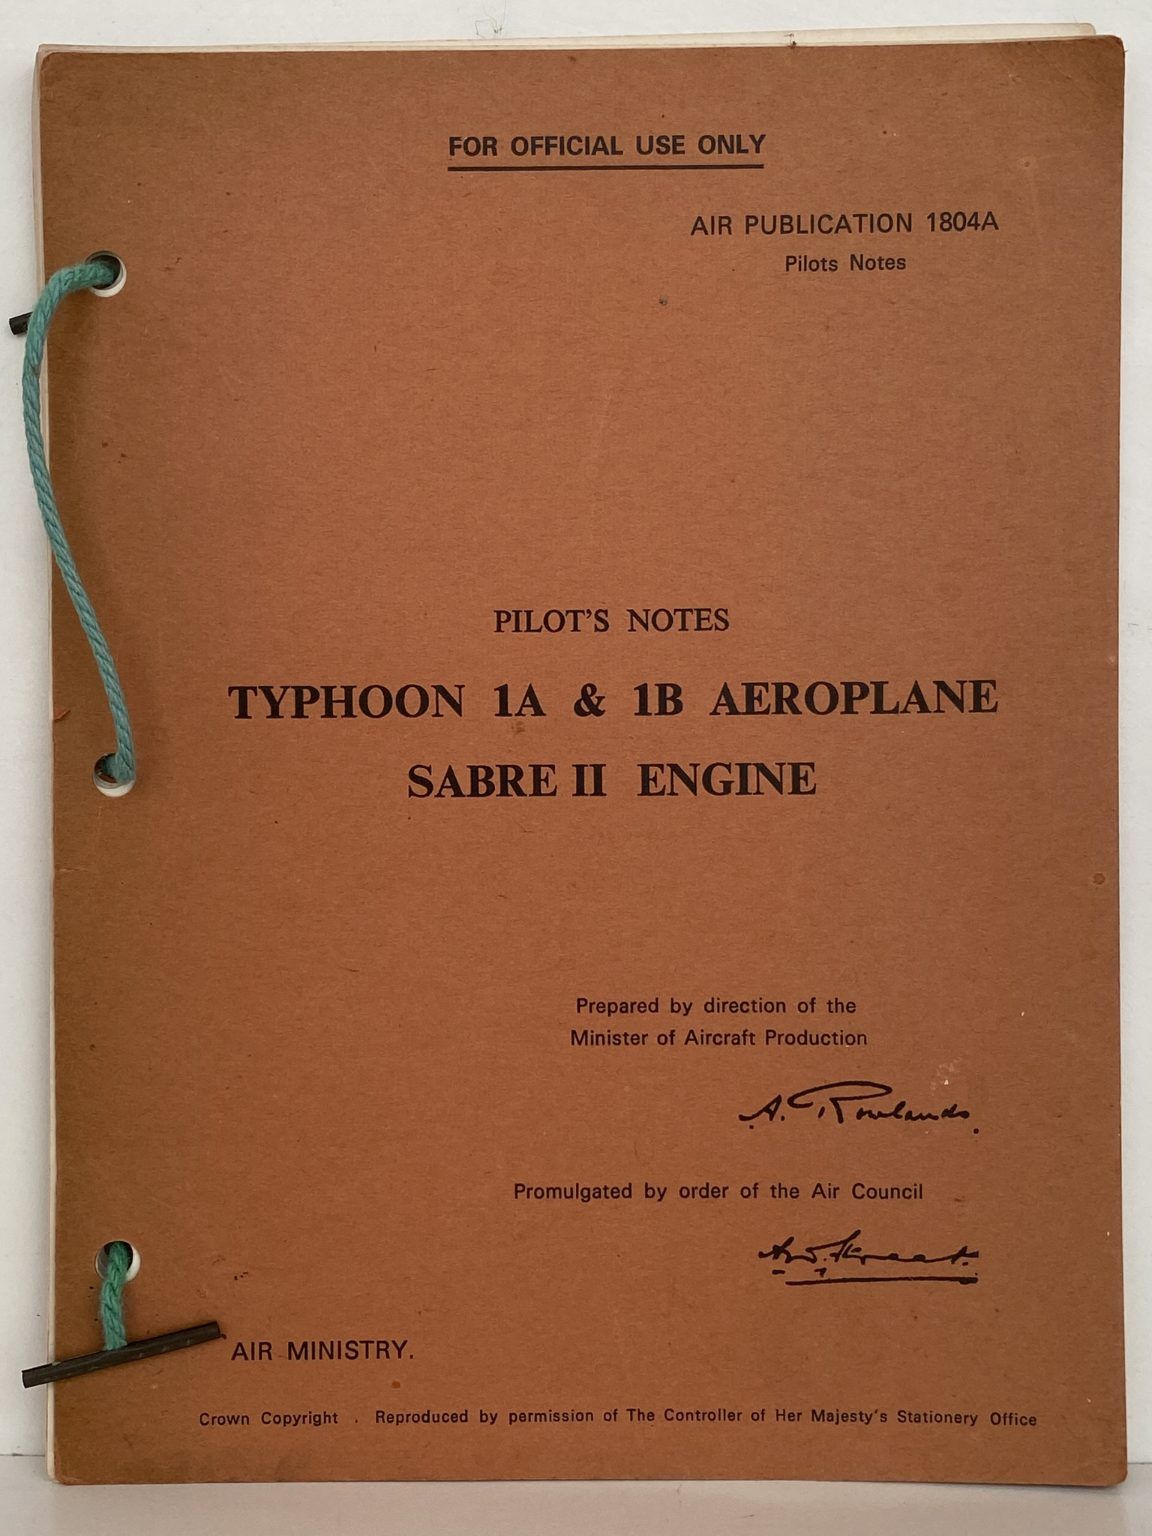 FOR OFFICIAL USE ONLY
AIR PUBLICATION 1804A
Pilots Notes
PILOT'S NOTES
TYPHOON 1A & 1B AEROPLANE
SABRE II ENGINE
Prepared by direction of the
Minister of Aircraft Production
A. Rowlands.
Promulgated by order of the Air Council
AIR MINISTRY.
Crown Copyright . Reproduced by permission of The Controller of Her Majesty's Stationery Office